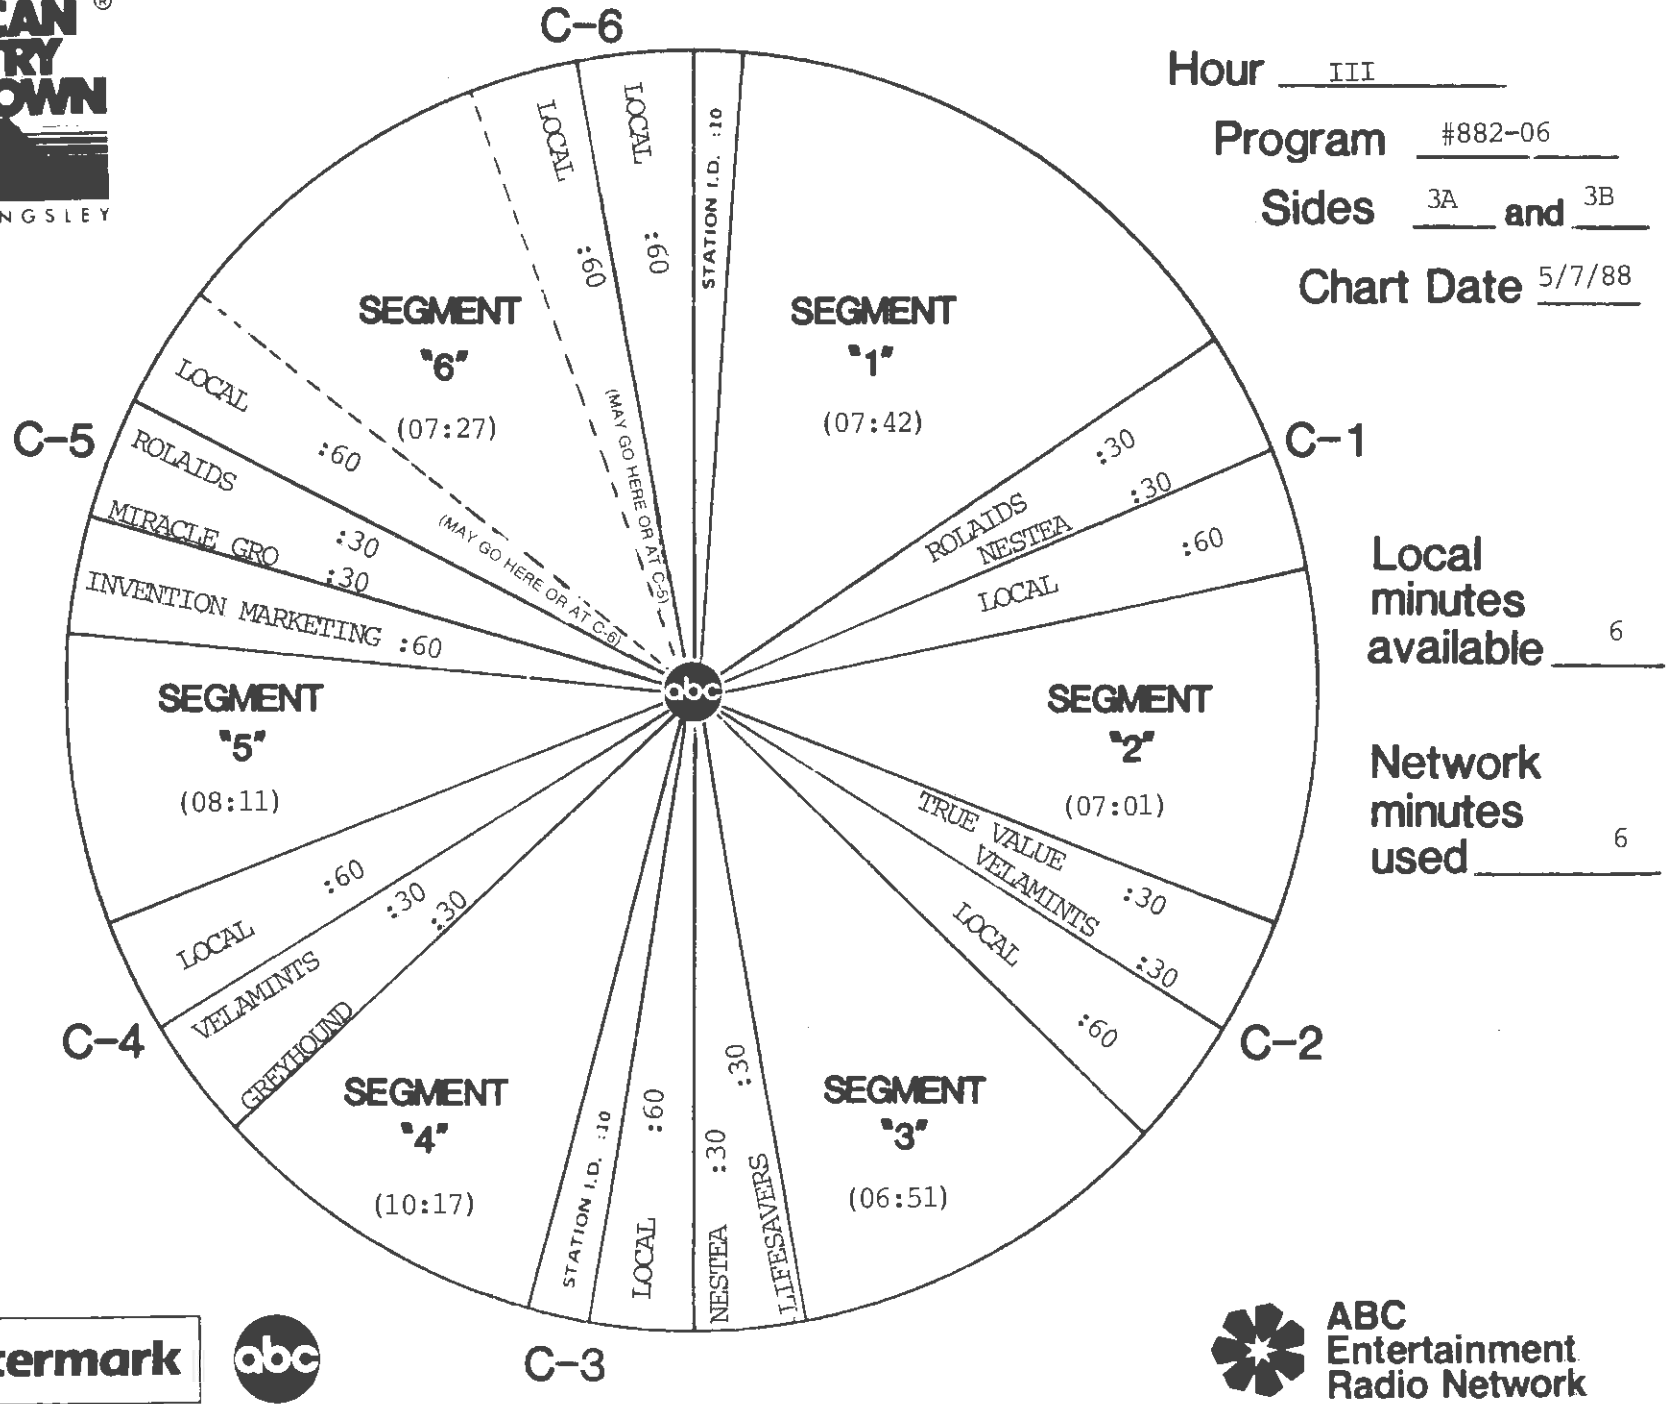 C-6
Hour III
Program #882-06
Sides 3A and 3B
Chart Date 5/7/88
NGSLEY
®
LOCAL :60
LOCAL :60
STATION I.D. :10
(MAY GO HERE OR AT C-5)
SEGMENT
"1"
(07:42)
C-1
ROLAIDS :30
NESTEA :30
LOCAL :60
SEGMENT
"2"
(07:01)
Local
minutes
available 6
Network
minutes
used 6
TRUE VALUE :30
VELAMINTS :30
LOCAL :60
C-2
SEGMENT
"3"
(06:51)
LIFESAVERS :30
NESTEA :30
LOCAL :60
STATION I.D. :10
C-3
SEGMENT
"4"
(10:17)
GREYHOUND :30
VELAMINTS :30
LOCAL :60
C-4
SEGMENT
"5"
(08:11)
INVENTION MARKETING :60
MIRACLE GRO :30
ROLAIDS :30
C-5
LOCAL :60
(MAY GO HERE OR AT C-6)
SEGMENT
"6"
(07:27)
abc
termark
abc
ABC
Entertainment
Radio Network